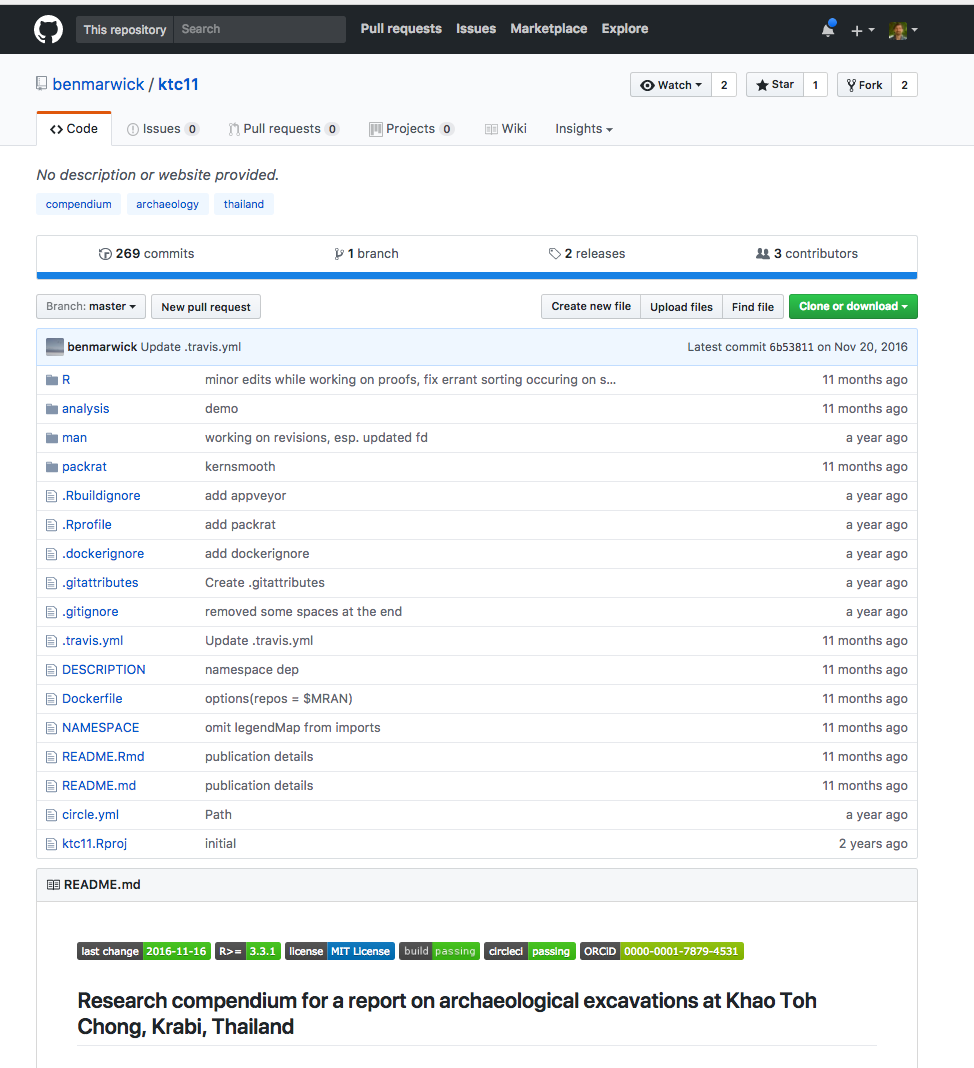 This repository Search Pull requests Issues Marketplace Explore
benmarwick / ktc11 Watch 2 Star 1 Fork 2
Code Issues 0 Pull requests 0 Projects 0 Wiki Insights
No description or website provided.
compendium archaeology thailand
269 commits 1 branch 2 releases 3 contributors
Branch: master New pull request Create new file Upload files Find file Clone or download
benmarwick Update .travis.yml Latest commit 6b53811 on Nov 20, 2016
R minor edits while working on proofs, fix errant sorting occuring on s... 11 months ago
analysis demo 11 months ago
man working on revisions, esp. updated fd a year ago
packrat kernsmooth 11 months ago
.Rbuildignore add appveyor a year ago
.Rprofile add packrat a year ago
.dockerignore add dockerignore a year ago
.gitattributes Create .gitattributes a year ago
.gitignore removed some spaces at the end a year ago
.travis.yml Update .travis.yml 11 months ago
DESCRIPTION namespace dep 11 months ago
Dockerfile options(repos = $MRAN) 11 months ago
NAMESPACE omit legendMap from imports 11 months ago
README.Rmd publication details 11 months ago
README.md publication details 11 months ago
circle.yml Path a year ago
ktc11.Rproj initial 2 years ago
README.md
last change 2016-11-16 R>= 3.3.1 license MIT License build passing circleci passing ORCiD 0000-0001-7879-4531
Research compendium for a report on archaeological excavations at Khao Toh
Chong, Krabi, Thailand